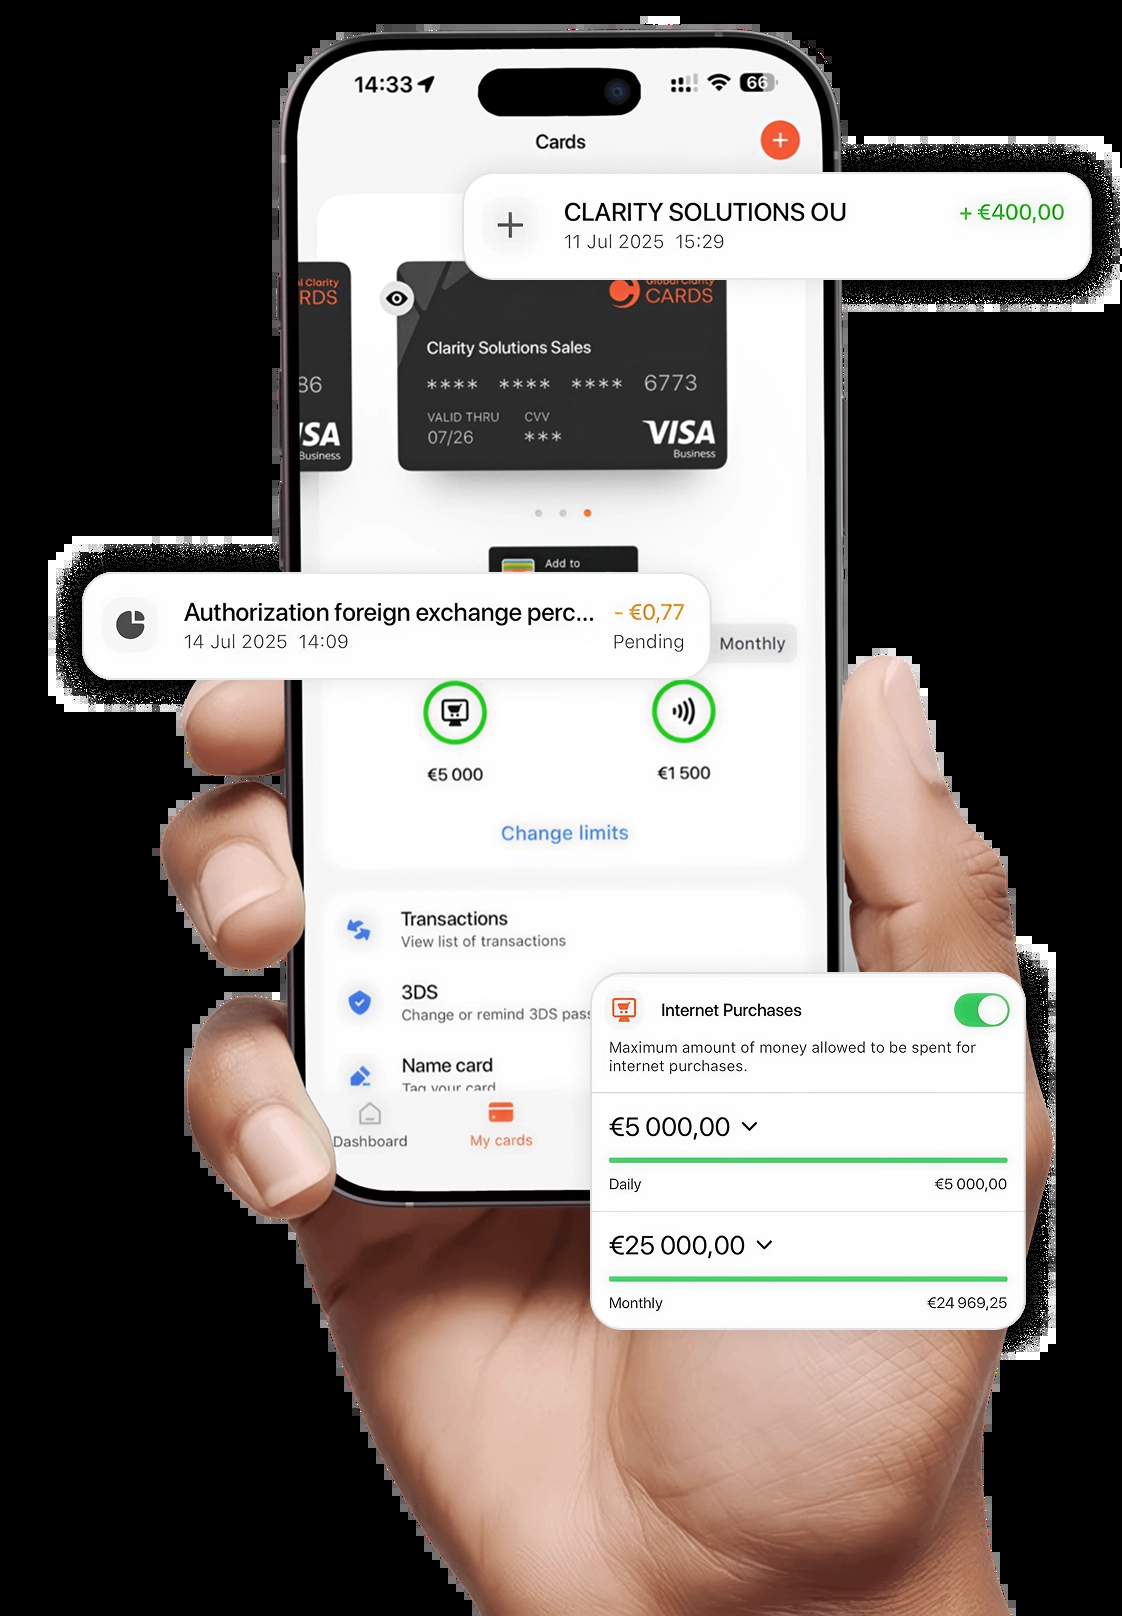 14:33
66
Cards
CLARITY SOLUTIONS OU
+ €400,00
11 Jul 2025 15:29
Clarity
RDS
Global Clarity
CARDS
Clarity Solutions Sales
86
**** **** **** 6773
VALID THRU
CVV
07/26
***
VISA
Business
ISA
Business
Add to
Authorization foreign exchange perc...
- €0,77
14 Jul 2025 14:09
Pending
Monthly
€5 000
€1 500
Change limits
Transactions
View list of transactions
3DS
Change or remind 3DS pass
Name card
Tag your card
Dashboard
My cards
Internet Purchases
Maximum amount of money allowed to be spent for
internet purchases.
€5 000,00
Daily
€5 000,00
€25 000,00
Monthly
€24 969,25